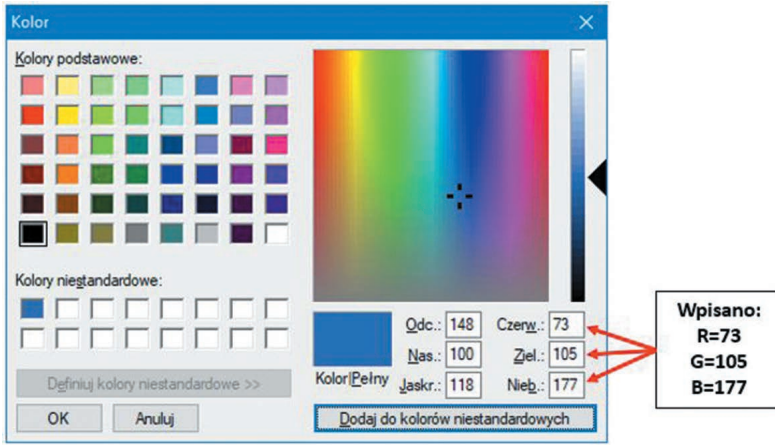 Kolor
Kolory podstawowe:
Kolory niestandardowe:
Definiuj kolory niestandardowe >>
OK Anuluj
Kolor|Pełny
Odc.: 148 Czerw.: 73
Nas.: 100 Ziel.: 105
Jaskr.: 118 Nieb.: 177
Dodaj do kolorów niestandardowych
Wpisano:
R=73
G=105
B=177